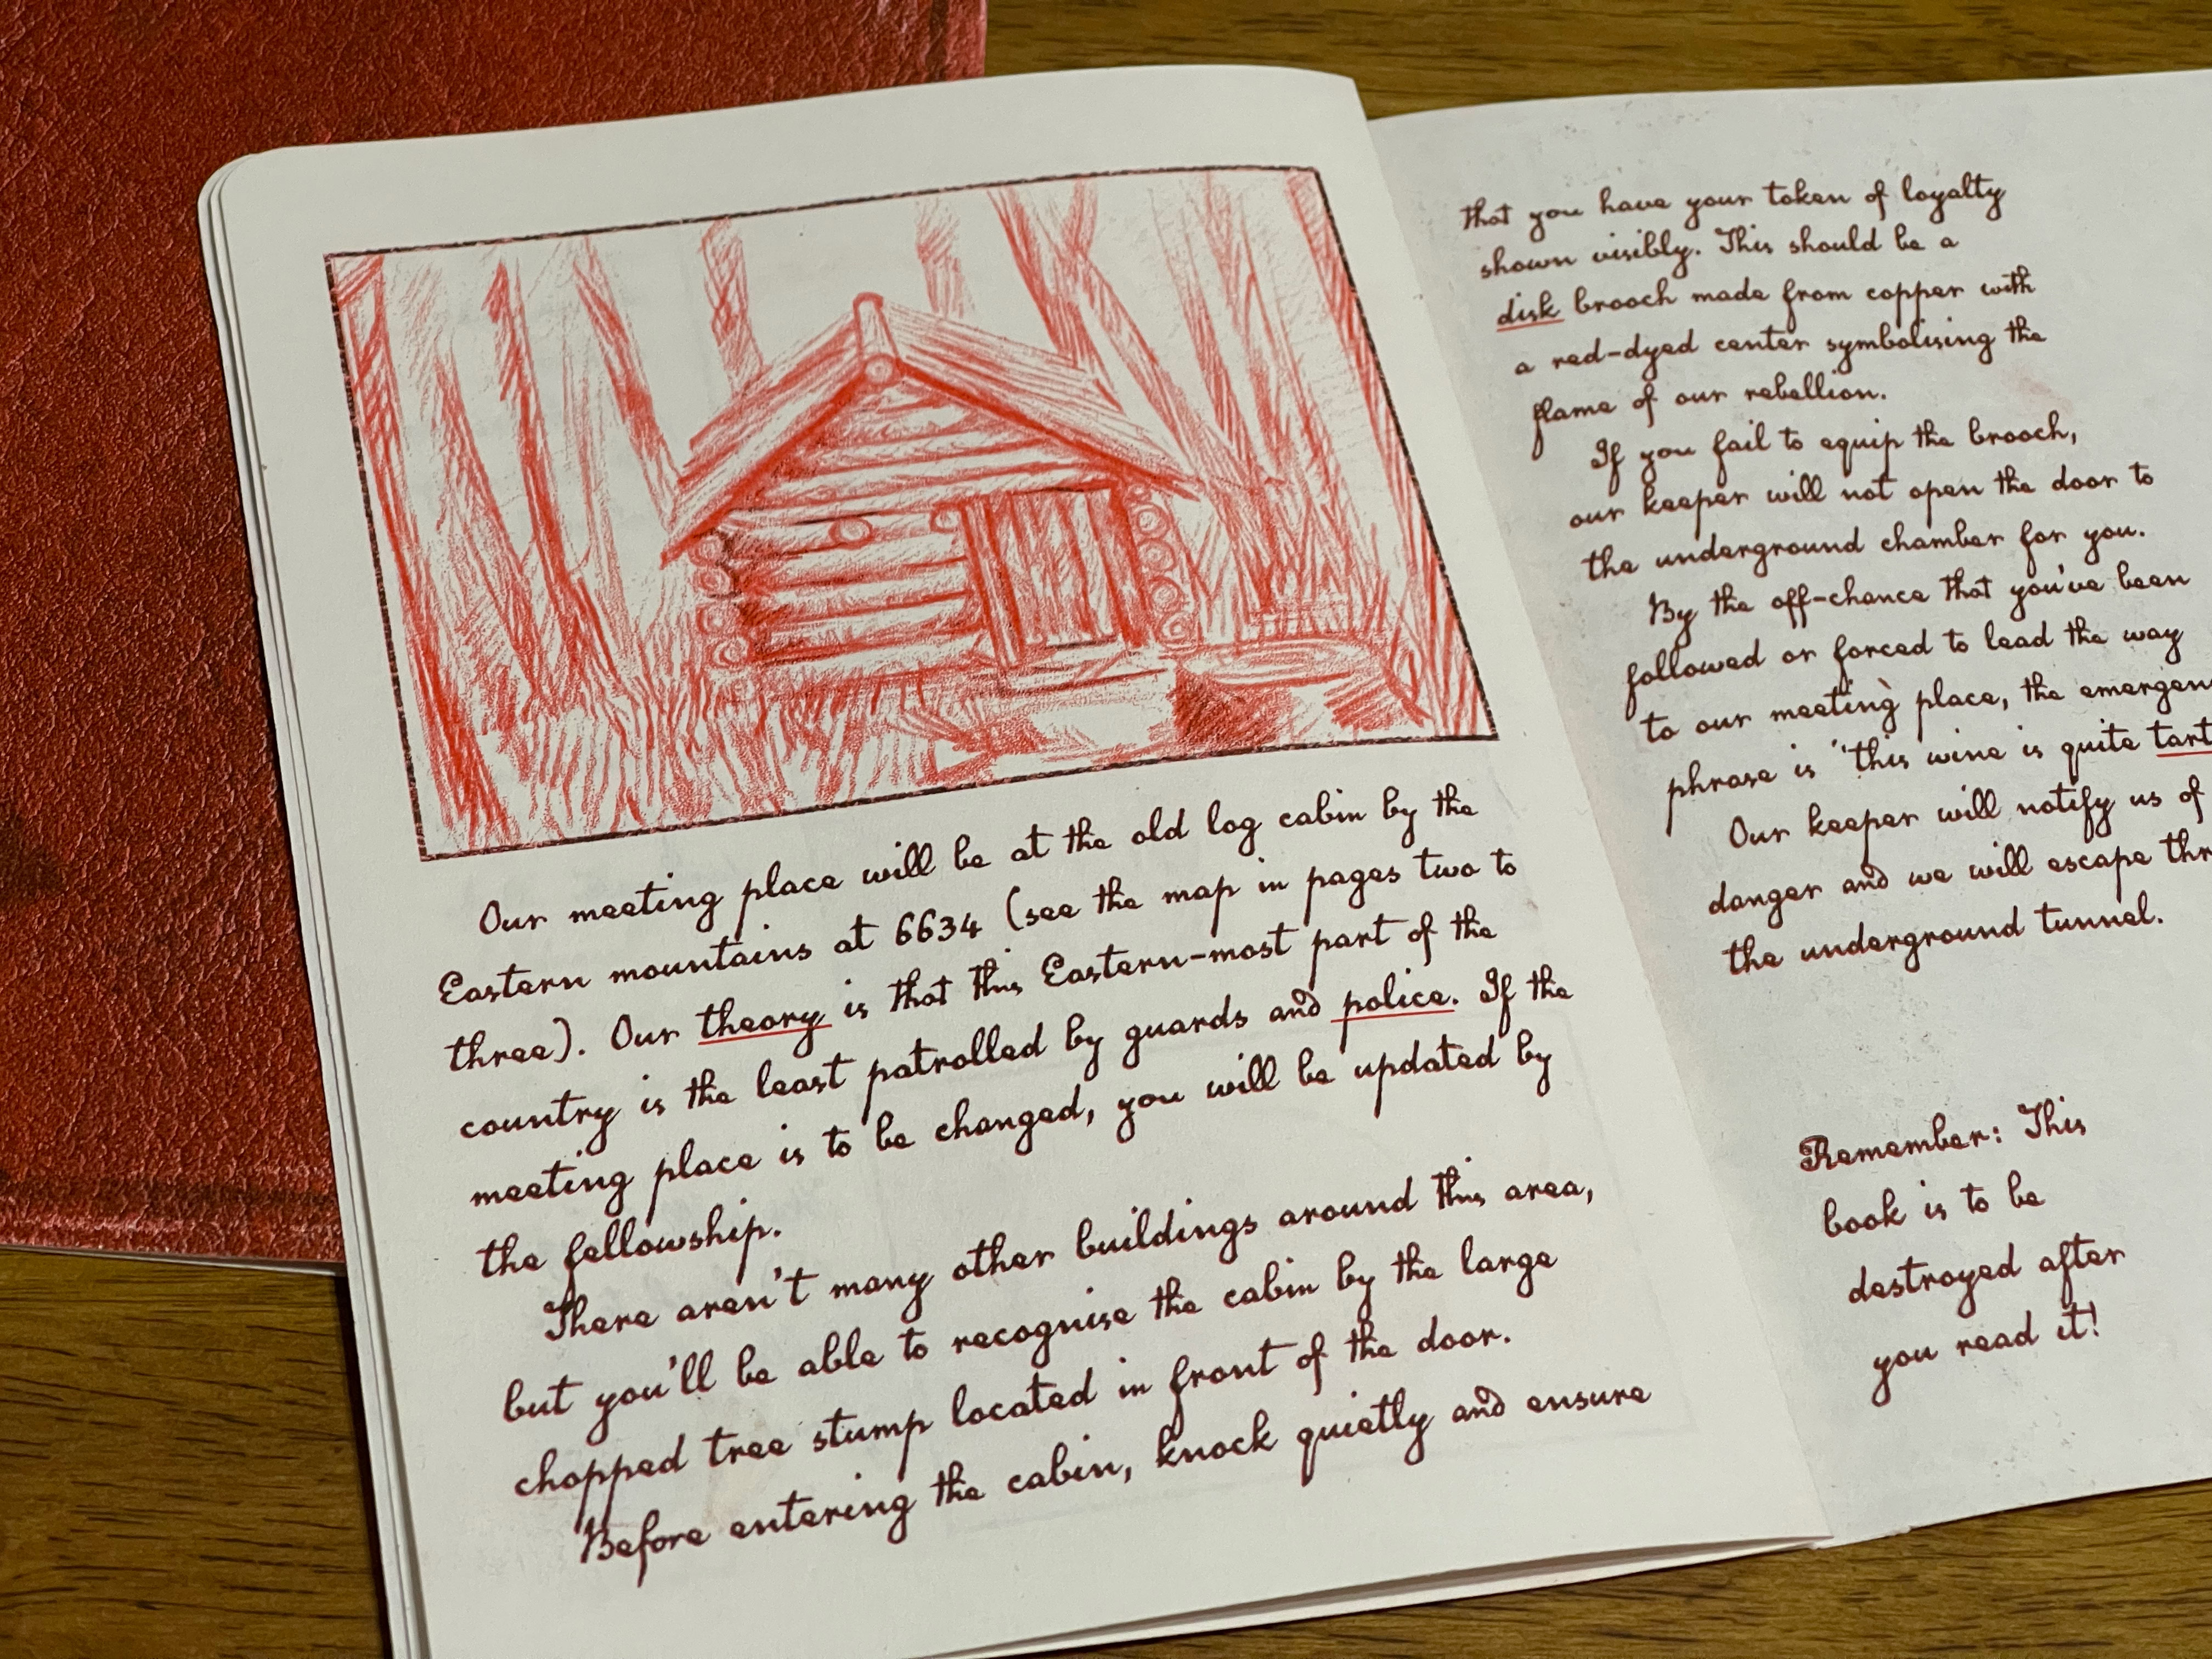 Our meeting place will be at the old log cabin by the
Eastern mountains at 6634 (see the map in pages two to
three). Our theory is that this Eastern-most part of the
country is the least patrolled by guards and police. If the
meeting place is to be changed, you will be updated by
the fellowship.
There aren't many other buildings around this area,
but you'll be able to recognise the cabin by the large
chopped tree stump located in front of the door.
Before entering the cabin, knock quietly and ensure
that you have your token of loyalty
shown visibly. This should be a
disk brooch made from copper with
a red-dyed center symbolising the
flame of our rebellion.
If you fail to equip the brooch,
our keeper will not open the door to
the underground chamber for you.
By the off-chance that you've been
followed or forced to lead the way
to our meeting place, the
phrase is 'this wine is quite tart
Our keeper will notify us of
danger and we will escape
the underground tunnel.
Remember: This
book is to be
destroyed after
you read it!